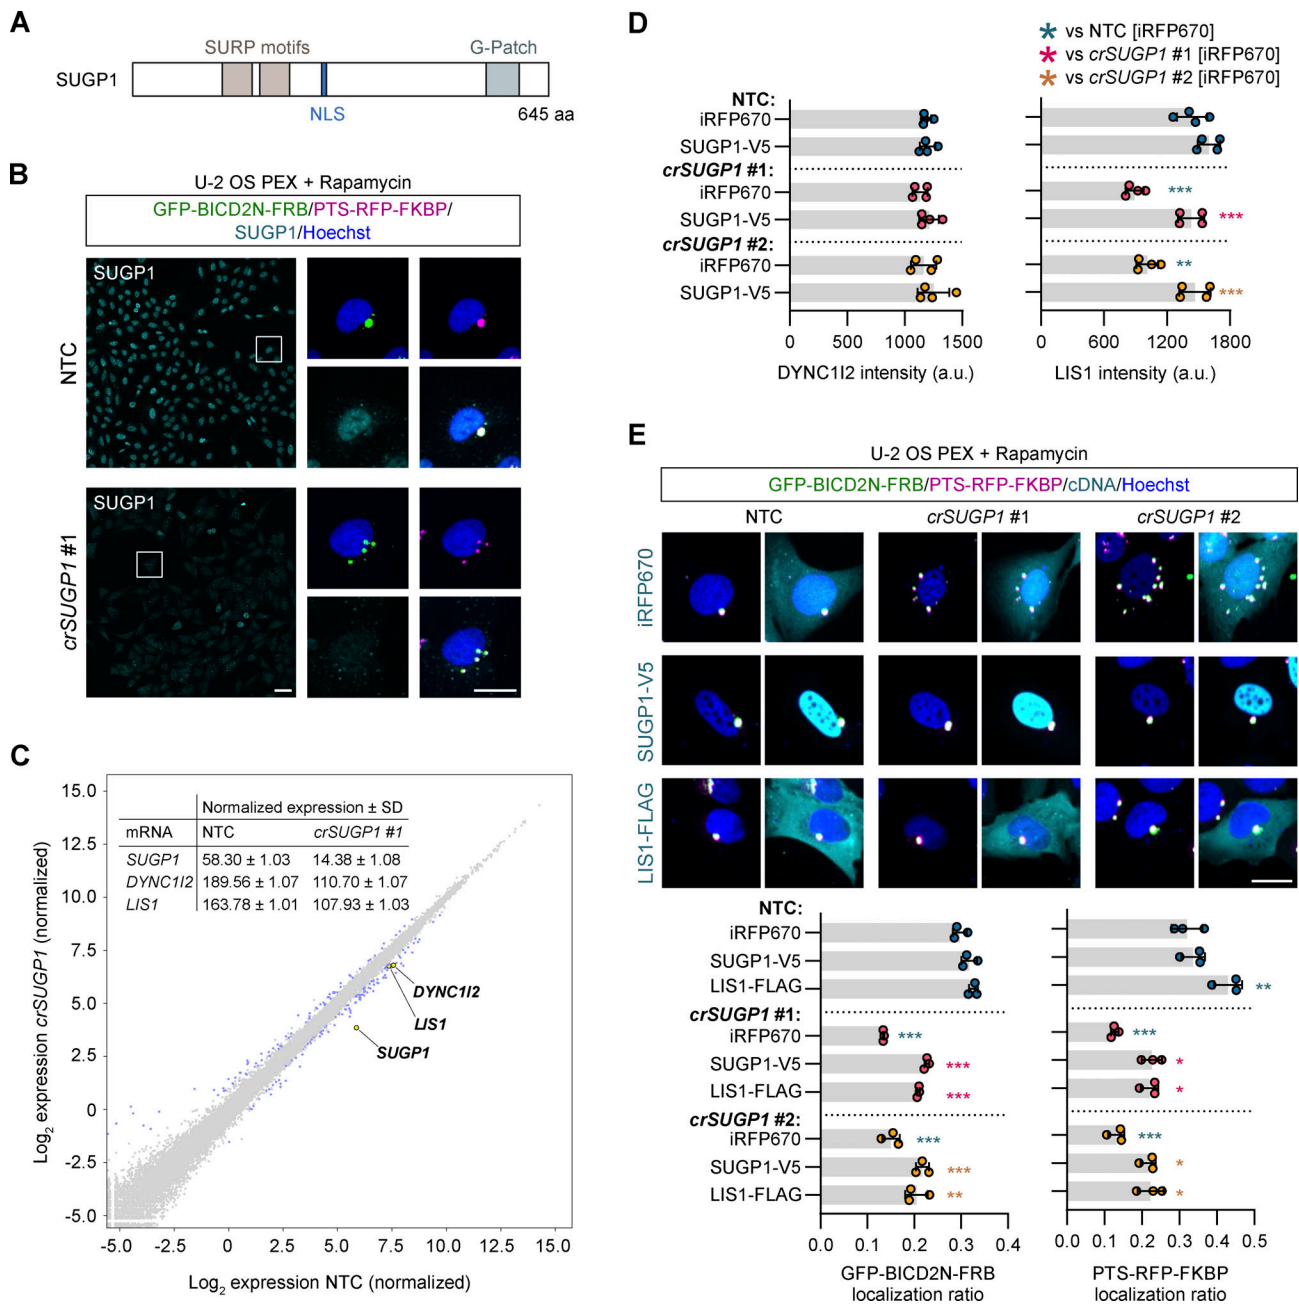 A
SURP motifs
G-Patch
SUGP1
NLS
645 aa
B
U-2 OS PEX + Rapamycin
GFP-BICD2N-FRB/PTS-RFP-FKBP/
SUGP1/Hoechst
NTC
SUGP1
crSUGP1 #1
SUGP1
C
Log2 expression crSUGP1 (normalized)
15.0
12.5
10.0
7.5
5.0
2.5
0
-2.5
-5.0
Normalized expression ± SD
mRNA NTC crSUGP1 #1
SUGP1 58.30 ± 1.03 14.38 ± 1.08
DYNC1I2 189.56 ± 1.07 110.70 ± 1.07
LIS1 163.78 ± 1.01 107.93 ± 1.03
DYNC1I2
LIS1
SUGP1
-5.0 -2.5 0 2.5 5.0 7.5 10.0 12.5 15.0
Log2 expression NTC (normalized)
D
* vs NTC [iRFP670]
* vs crSUGP1 #1 [iRFP670]
* vs crSUGP1 #2 [iRFP670]
NTC:
iRFP670
SUGP1-V5
crSUGP1 #1:
iRFP670 ***
SUGP1-V5 ***
crSUGP1 #2:
iRFP670 **
SUGP1-V5 ***
0 500 1000 1500
DYNC1I2 intensity (a.u.)
0 600 1200 1800
LIS1 intensity (a.u.)
E
U-2 OS PEX + Rapamycin
GFP-BICD2N-FRB/PTS-RFP-FKBP/cDNA/Hoechst
NTC crSUGP1 #1 crSUGP1 #2
iRFP670
SUGP1-V5
LIS1-FLAG
NTC:
iRFP670
SUGP1-V5
LIS1-FLAG **
crSUGP1 #1:
iRFP670 *** ***
SUGP1-V5 *** *
LIS1-FLAG *** *
crSUGP1 #2:
iRFP670 *** ***
SUGP1-V5 *** *
LIS1-FLAG ** *
0.0 0.1 0.2 0.3 0.4
GFP-BICD2N-FRB
localization ratio
0.0 0.1 0.2 0.3 0.4 0.5
PTS-RFP-FKBP
localization ratio